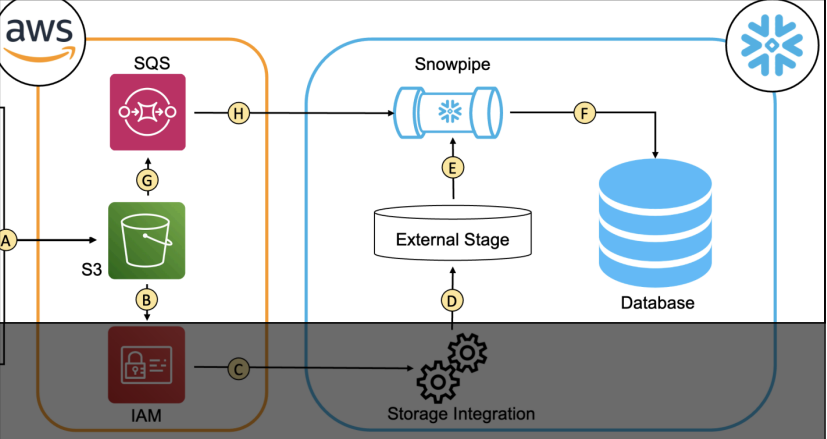 aws
SQS
Snowpipe
H
F
G
E
A
S3
External Stage
B
D
Database
C
IAM
Storage Integration